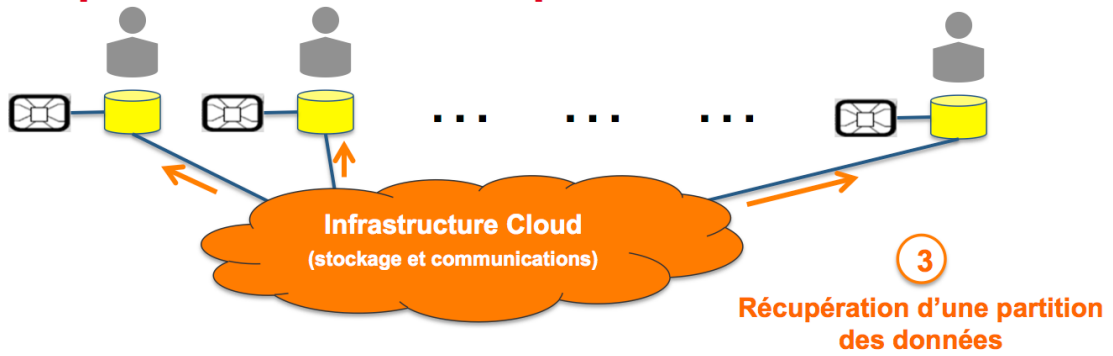 ... ... ...
Infrastructure Cloud
(stockage et communications)
3
Récupération d’une partition
des données